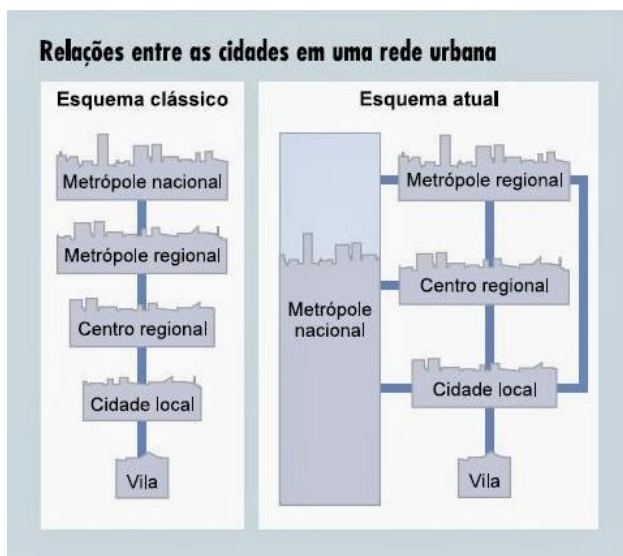 Relações entre as cidades em uma rede urbana
Esquema clássico
Metrópole nacional
Metrópole regional
Centro regional
Cidade local
Vila
Esquema atual
Metrópole
nacional
Metrópole regional
Centro regional
Cidade local
Vila